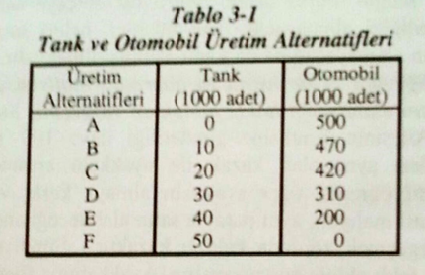 Tablo 3-1
Tank ve Otomobil Üretim Alternatifleri
Üretim Tank Otomobil
Alternatifleri (1000 adet) (1000 adet)
A 0 500
B 10 470
C 20 420
D 30 310
E 40 200
F 50 0